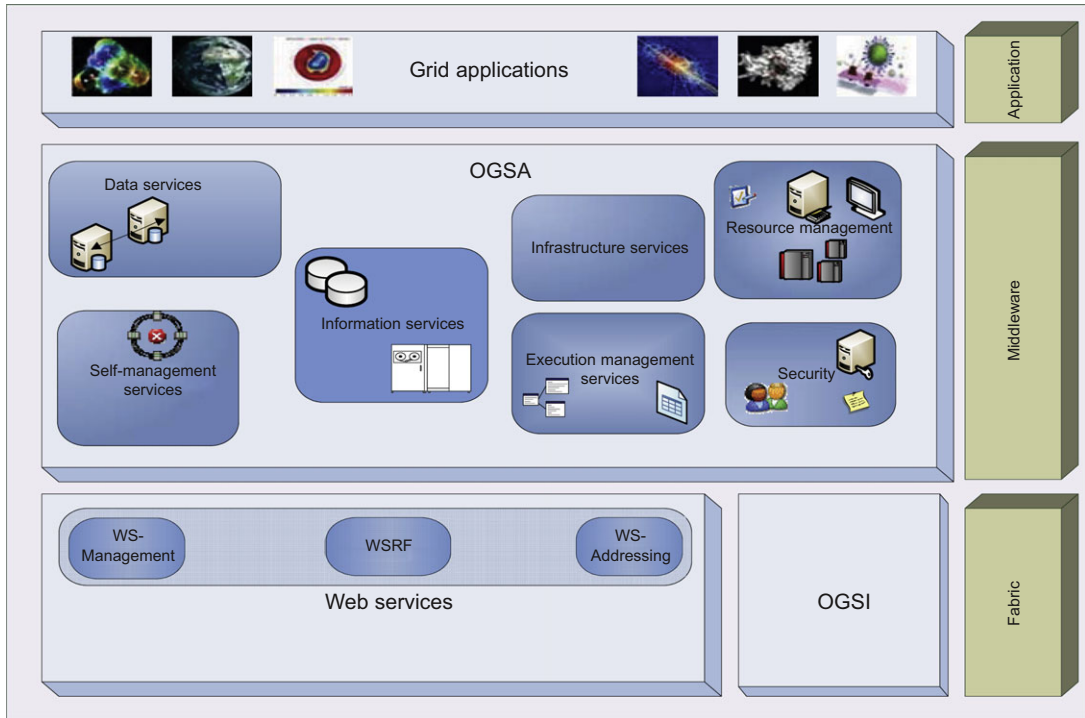 Grid applications
Application
OGSA
Data services
Infrastructure services
Resource management
Information services
Self-management
services
Execution management
services
Security
Middleware
WS-
Management
WSRF
WS-
Addressing
Web services
OGSI
Fabric